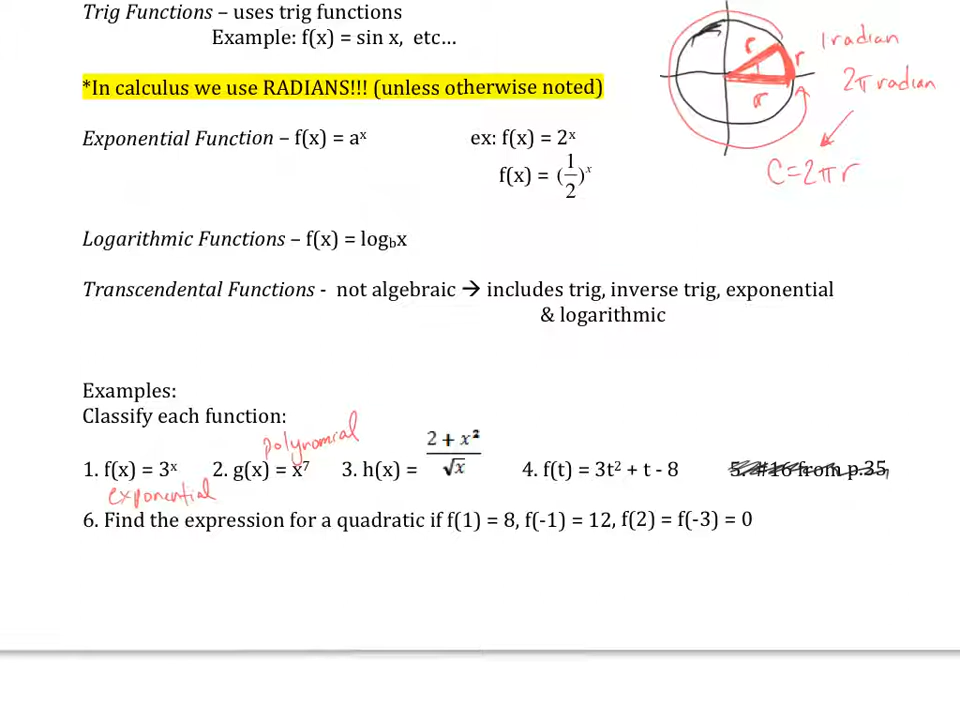 Trig Functions – uses trig functions
Example: f(x) = sin x, etc…
r r 1 radian
r 2π radian
C=2πr
*In calculus we use RADIANS!!! (unless otherwise noted)
Exponential Function – f(x) = aˣ ex: f(x) = 2ˣ
f(x) = (1/2)ˣ
Logarithmic Functions – f(x) = log_b x
Transcendental Functions - not algebraic → includes trig, inverse trig, exponential
& logarithmic
Examples:
Classify each function:
polynomial
1. f(x) = 3ˣ 2. g(x) = x⁷ 3. h(x) = (2 + x²)/√x 4. f(t) = 3t² + t - 8 5. #16 from p.35,
exponential
6. Find the expression for a quadratic if f(1) = 8, f(-1) = 12, f(2) = f(-3) = 0